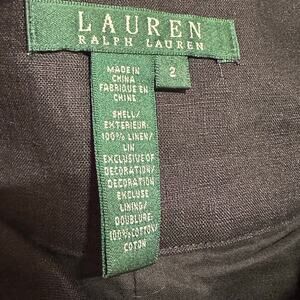 LAUREN
RALPH LAUREN
2
MADE IN
CHINA
FABRIQUE EN
CHINE
SHELL/
EXTERIEUR:
100% LINEN/
LIN
EXCLUSIVE OF
DECORATION/
DECORATION
EXCLUSE
LINING/
DOUBLURE:
100% COTTON/
COTON